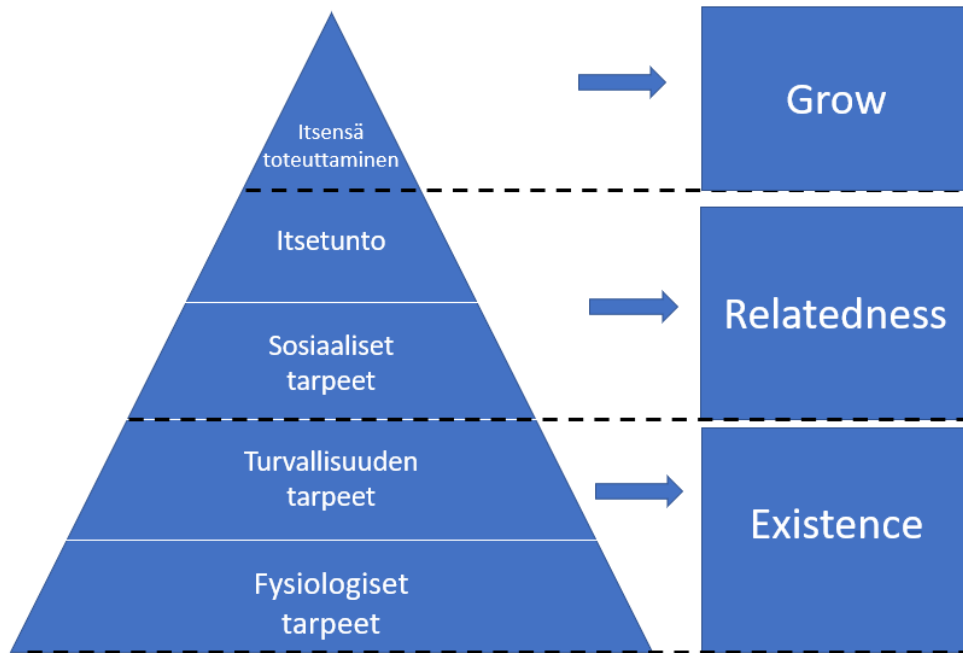 Itsensä
toteuttaminen
Grow
Itsetunto
Sosiaaliset
tarpeet
Relatedness
Turvallisuuden
tarpeet
Existence
Fysiologiset
tarpeet